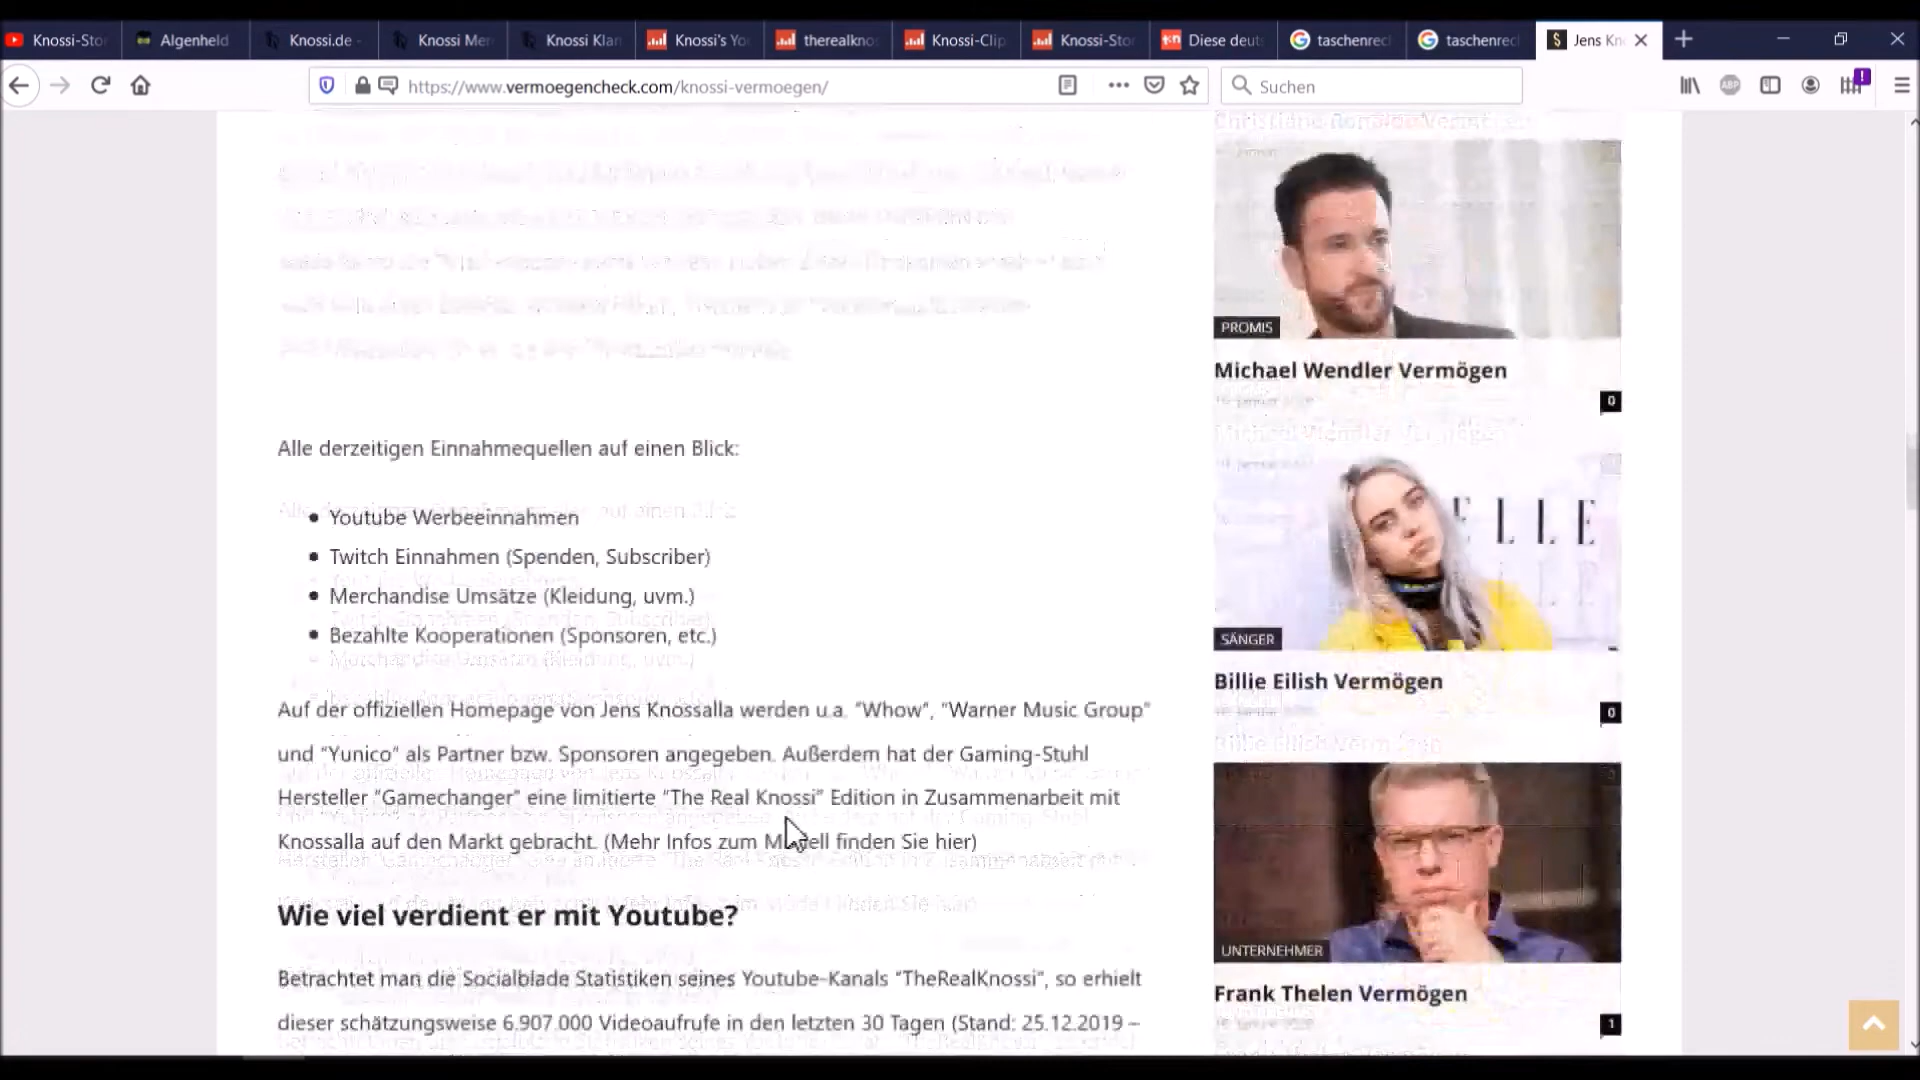 Knossi-Sto
Algenheld
Knossi.de -
Knossi Mer
Knossi Klar
Knossi's Yo
therealkno
Knossi-Clip
Knossi-Sto
Diese deut
taschenrec
taschenrec
Jens Kn
https://www.vermoegencheck.com/knossi-vermoegen/
Suchen
ABP
Alle derzeitigen Einnahmequellen auf einen Blick:
• Youtube Werbeeinnahmen
• Twitch Einnahmen (Spenden, Subscriber)
• Merchandise Umsätze (Kleidung, uvm.)
• Bezahlte Kooperationen (Sponsoren, etc.)
Auf der offiziellen Homepage von Jens Knossalla werden u.a. "Whow", "Warner Music Group"
und "Yunico" als Partner bzw. Sponsoren angegeben. Außerdem hat der Gaming-Stuhl
Hersteller "Gamechanger" eine limitierte "The Real Knossi" Edition in Zusammenarbeit mit
Knossalla auf den Markt gebracht. (Mehr Infos zum Modell finden Sie hier)
Wie viel verdient er mit Youtube?
Betrachtet man die Socialblade Statistiken seines Youtube-Kanals "TheRealKnossi", so erhielt
dieser schätzungsweise 6.907.000 Videoaufrufe in den letzten 30 Tagen (Stand: 25.12.2019 –
PROMIS
Michael Wendler Vermögen
0
ELLE
SÄNGER
Billie Eilish Vermögen
0
UNTERNEHMER
Frank Thelen Vermögen
1